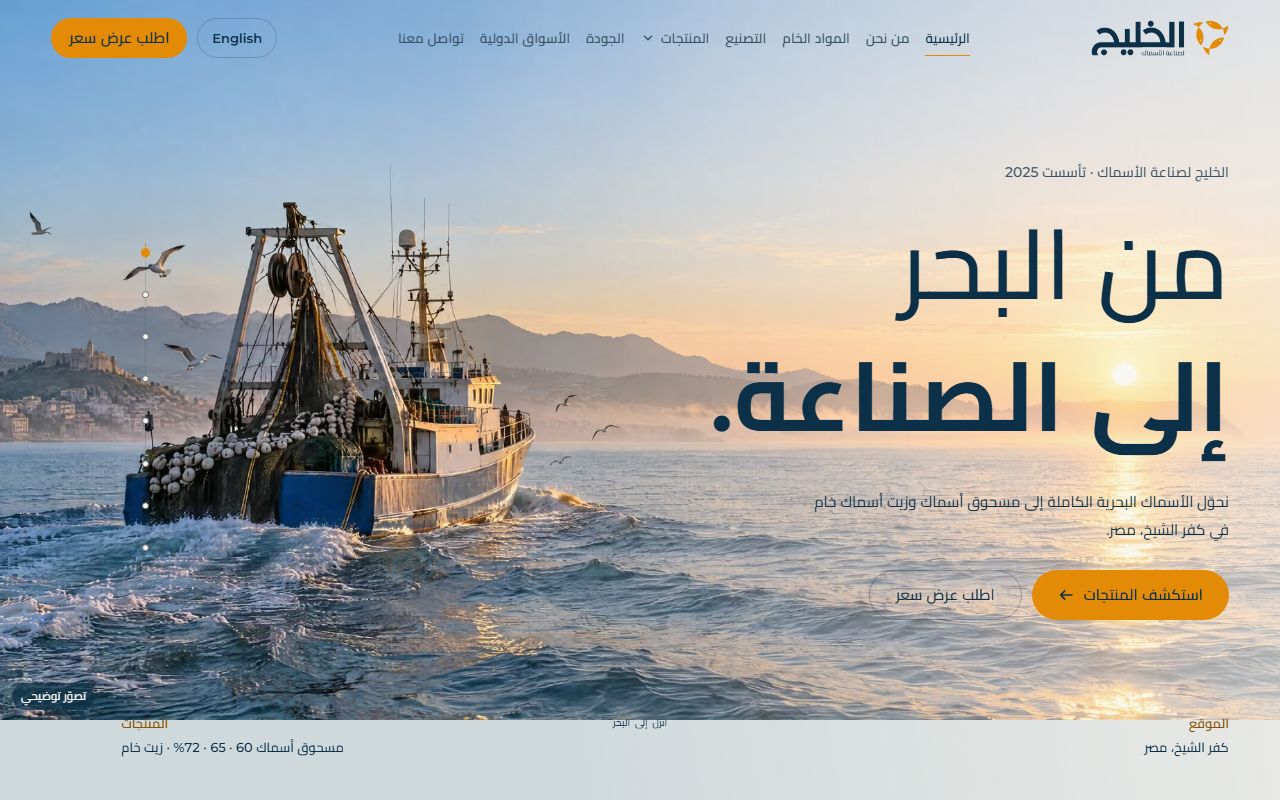 الخليج
لصناعة الأسماك
الرئيسية
من نحن
المواد الخام
التصنيع
المنتجات
الجودة
الأسواق الدولية
تواصل معنا
English
اطلب عرض سعر
الخليج لصناعة الأسماك · تأسست 2025
من البحر
إلى الصناعة.
نحوّل الأسماك البحرية الكاملة إلى مسحوق أسماك وزيت أسماك خام
في كفر الشيخ، مصر.
استكشف المنتجات
اطلب عرض سعر
تصوّر توضيحي
الموقع
كفر الشيخ، مصر
انزل إلى البحر
المنتجات
مسحوق أسماك 60 · 65 · 72% · زيت خام